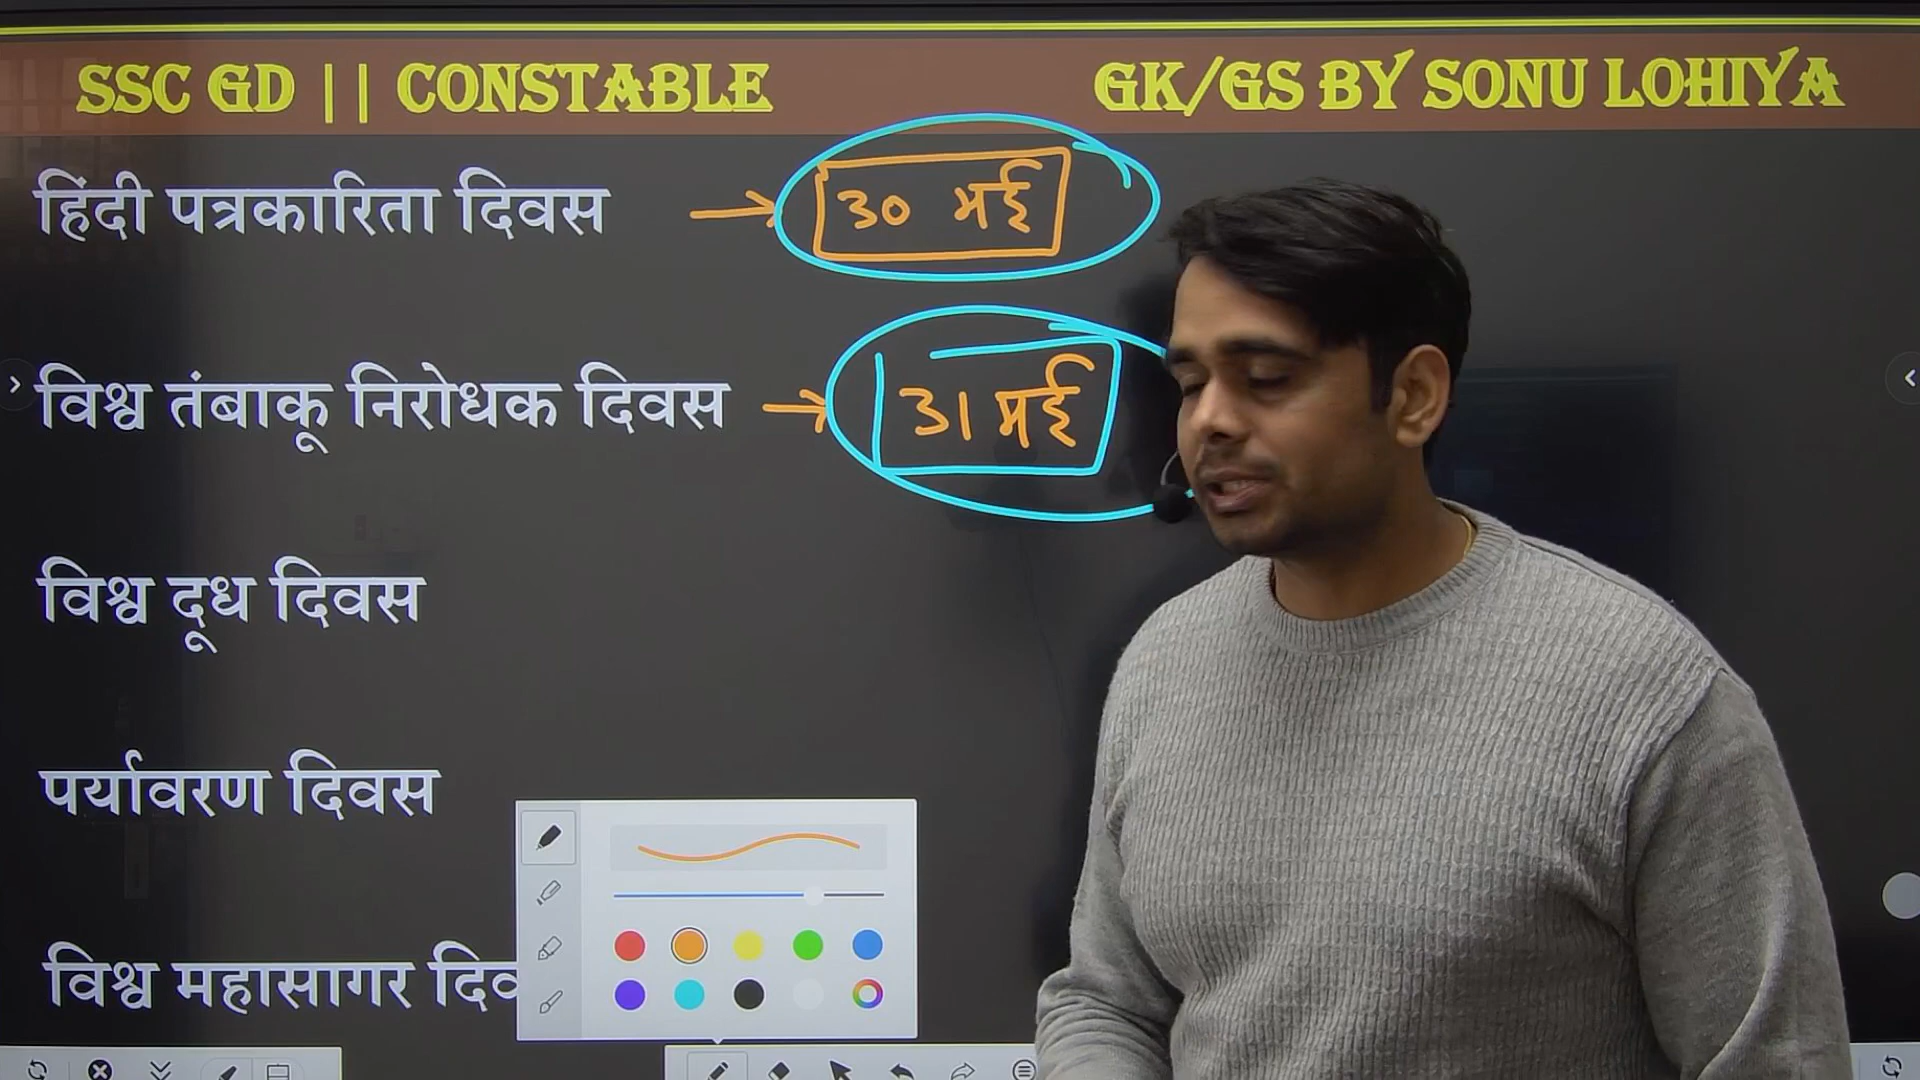 SSC GD || CONSTABLE GK/GS BY SONU LOHIYA
हिंदी पत्रकारिता दिवस → 30 मई
विश्व तंबाकू निरोधक दिवस → 31 मई
विश्व दूध दिवस
पर्यावरण दिवस
विश्व महासागर दिव